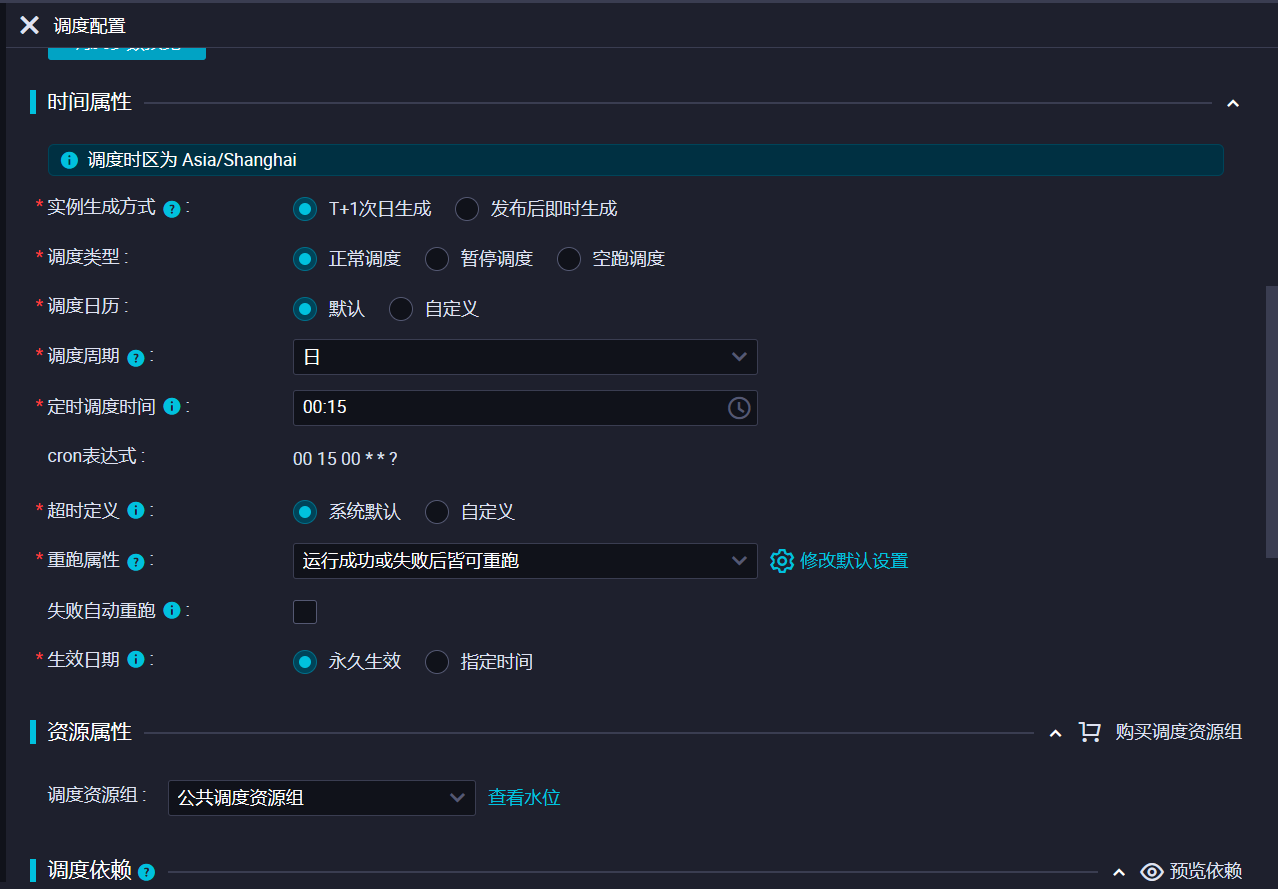 调度配置
时间属性
调度时区为 Asia/Shanghai
* 实例生成方式 ? : T+1次日生成 发布后即时生成
* 调度类型 : 正常调度 暂停调度 空跑调度
* 调度日历 : 默认 自定义
* 调度周期 ? : 日
* 定时调度时间 i : 00:15
cron表达式 : 00 15 00 * * ?
* 超时定义 i : 系统默认 自定义
* 重跑属性 ? : 运行成功或失败后皆可重跑 修改默认设置
失败自动重跑 i :
* 生效日期 i : 永久生效 指定时间
资源属性 购买调度资源组
调度资源组 : 公共调度资源组 查看水位
调度依赖 ? 预览依赖